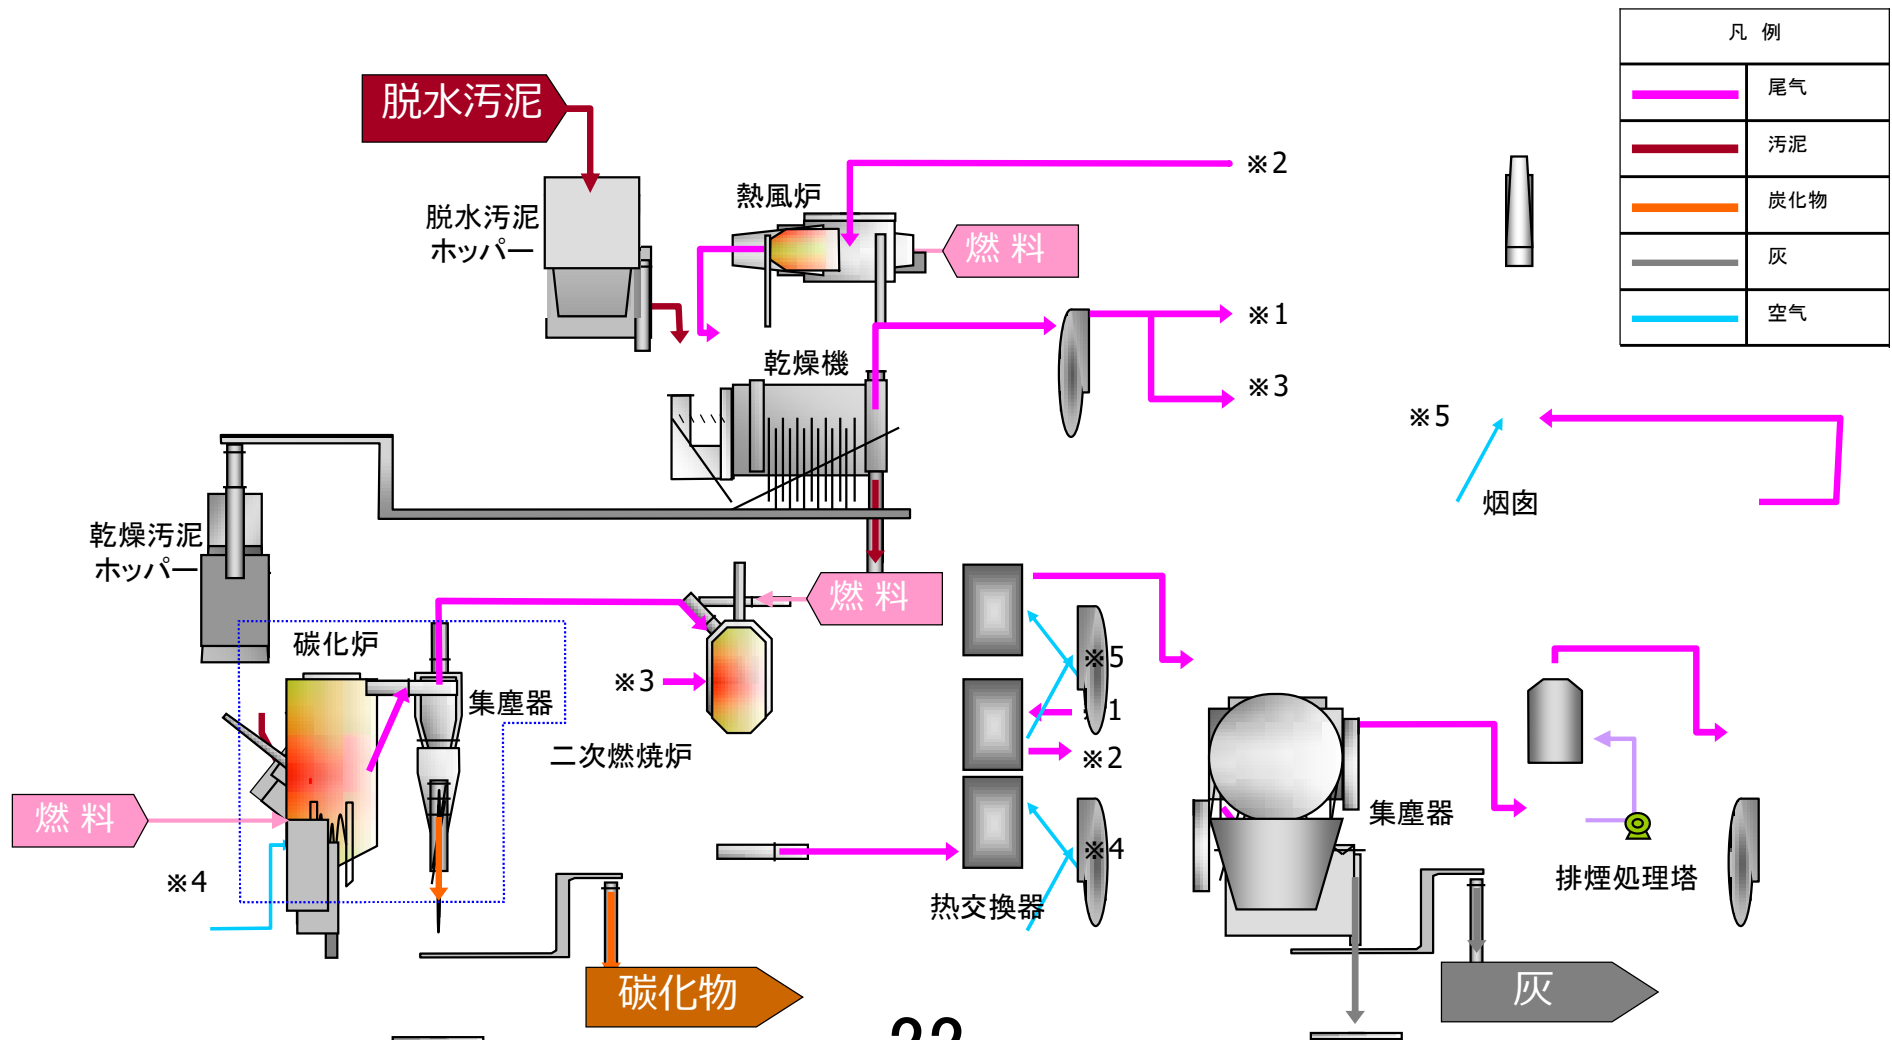 凡 例
尾气
汚泥
炭化物
灰
空气
脱水汚泥
脱水汚泥
ホッパー
熱風炉
燃 料
※2
※1
※3
乾燥機
※5
烟囱
乾燥汚泥
ホッパー
燃 料
碳化炉
集塵器
※3
二次燃焼炉
※5
※1
※2
燃 料
※4
※4
热交換器
集塵器
排煙処理塔
碳化物
灰
22